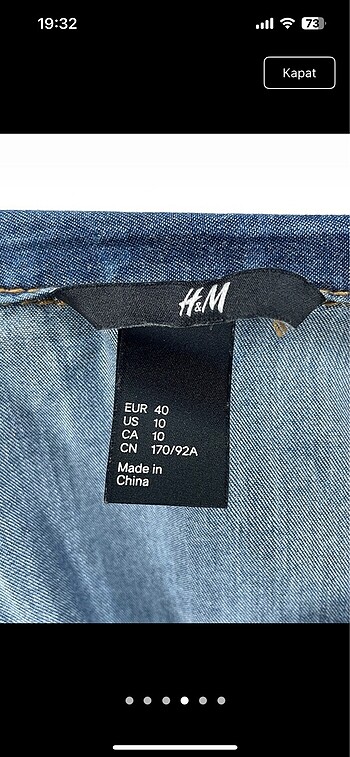 19:32
73
Kapat
H&M
EUR 40
US 10
CA 10
CN 170/92A
Made in
China